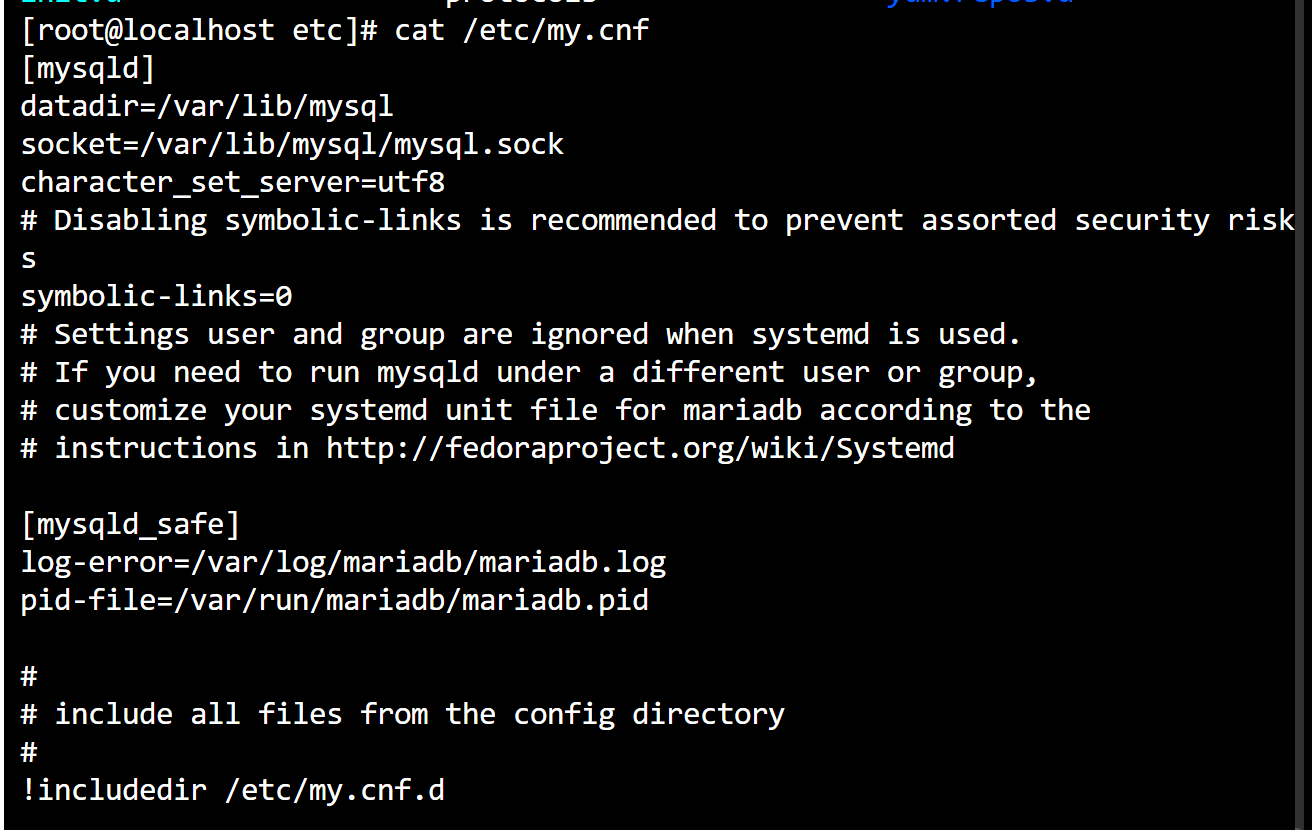 [root@localhost etc]# cat /etc/my.cnf
[mysqld]
datadir=/var/lib/mysql
socket=/var/lib/mysql/mysql.sock
character_set_server=utf8
# Disabling symbolic-links is recommended to prevent assorted security risk
s
symbolic-links=0
# Settings user and group are ignored when systemd is used.
# If you need to run mysqld under a different user or group,
# customize your systemd unit file for mariadb according to the
# instructions in http://fedoraproject.org/wiki/Systemd

[mysqld_safe]
log-error=/var/log/mariadb/mariadb.log
pid-file=/var/run/mariadb/mariadb.pid

#
# include all files from the config directory
#
!includedir /etc/my.cnf.d